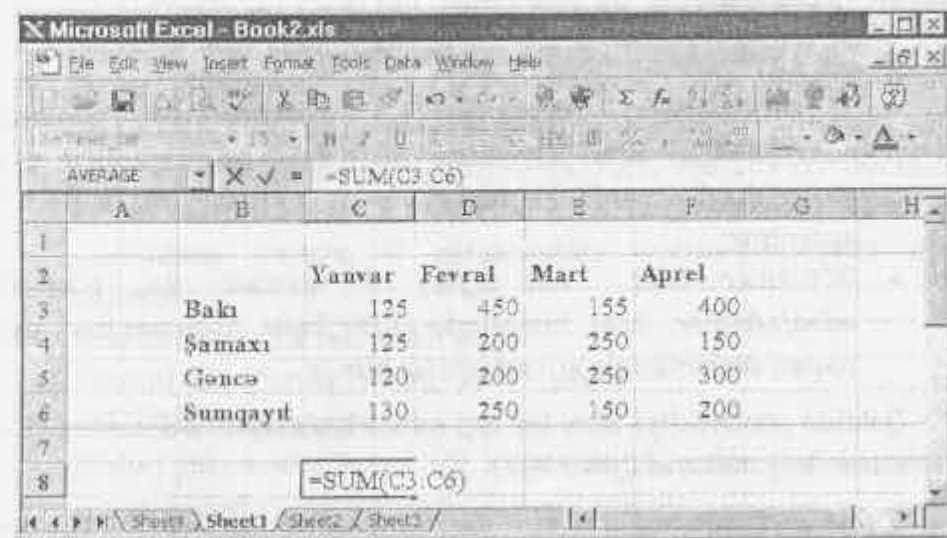 Microsoft Excel - Book2.xls
File Edit View Insert Format Tools Data Window Help
AVERAGE = =SUM(C3:C6)
A B C D E F G H
1
2 Yanvar Fevral Mart Aprel
3 Bakı 125 450 155 400
4 Şamaxı 125 200 250 150
5 Gəncə 120 200 250 300
6 Sumqayıt 130 250 150 200
7
8 =SUM(C3:C6)
Sheet1 Sheet2 Sheet3